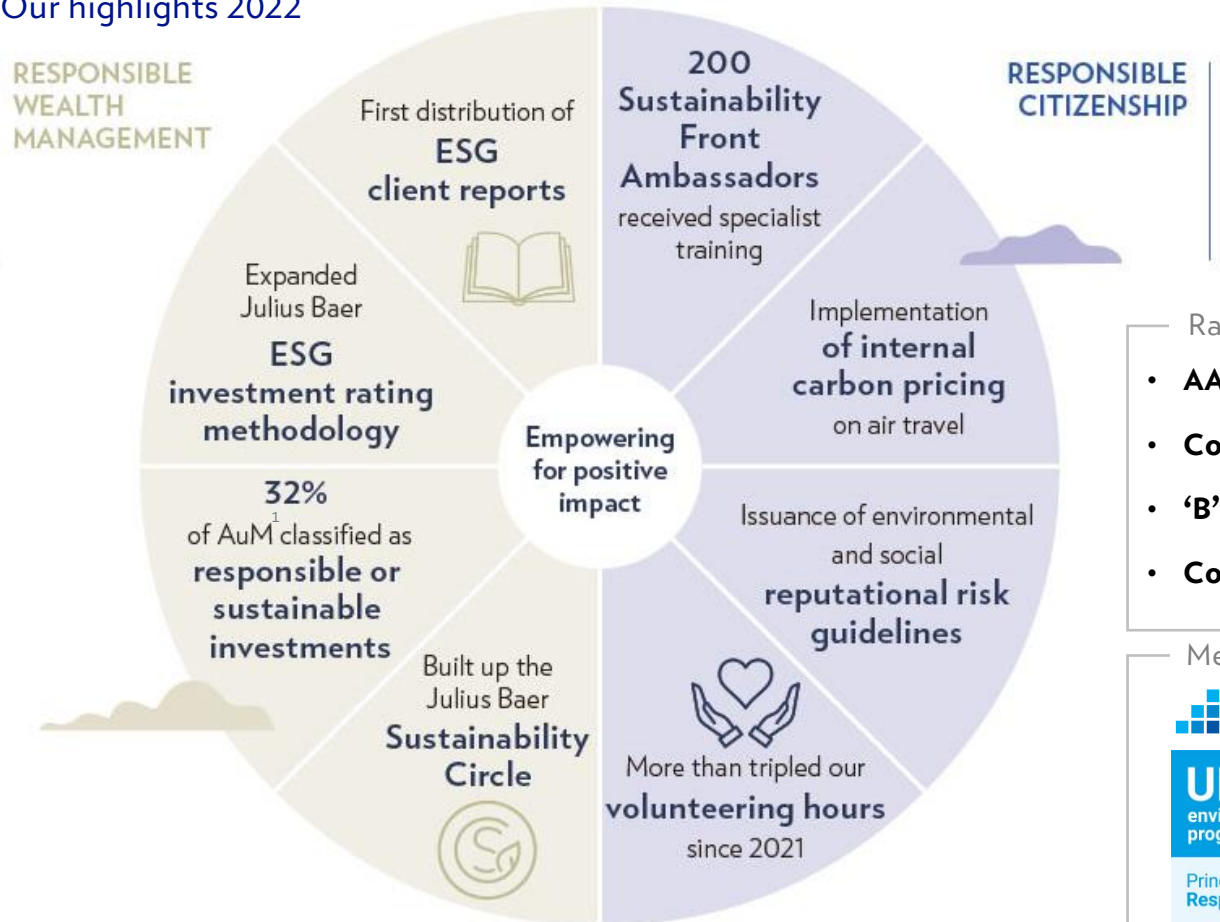 Our highlights 2022
RESPONSIBLE
WEALTH
MANAGEMENT
First distribution of
ESG
client reports
Expanded
Julius Baer
ESG
investment rating
methodology
32%
of AuM¹ classified as
responsible or
sustainable
investments
Built up the
Julius Baer
Sustainability
Circle
Empowering
for positive
impact
200
Sustainability
Front
Ambassadors
received specialist
training
Implementation
of internal
carbon pricing
on air travel
Issuance of environmental
and social
reputational risk
guidelines
More than tripled our
volunteering hours
since 2021
RESPONSIBLE
CITIZENSHIP
• AA
•
• ‘B’
•